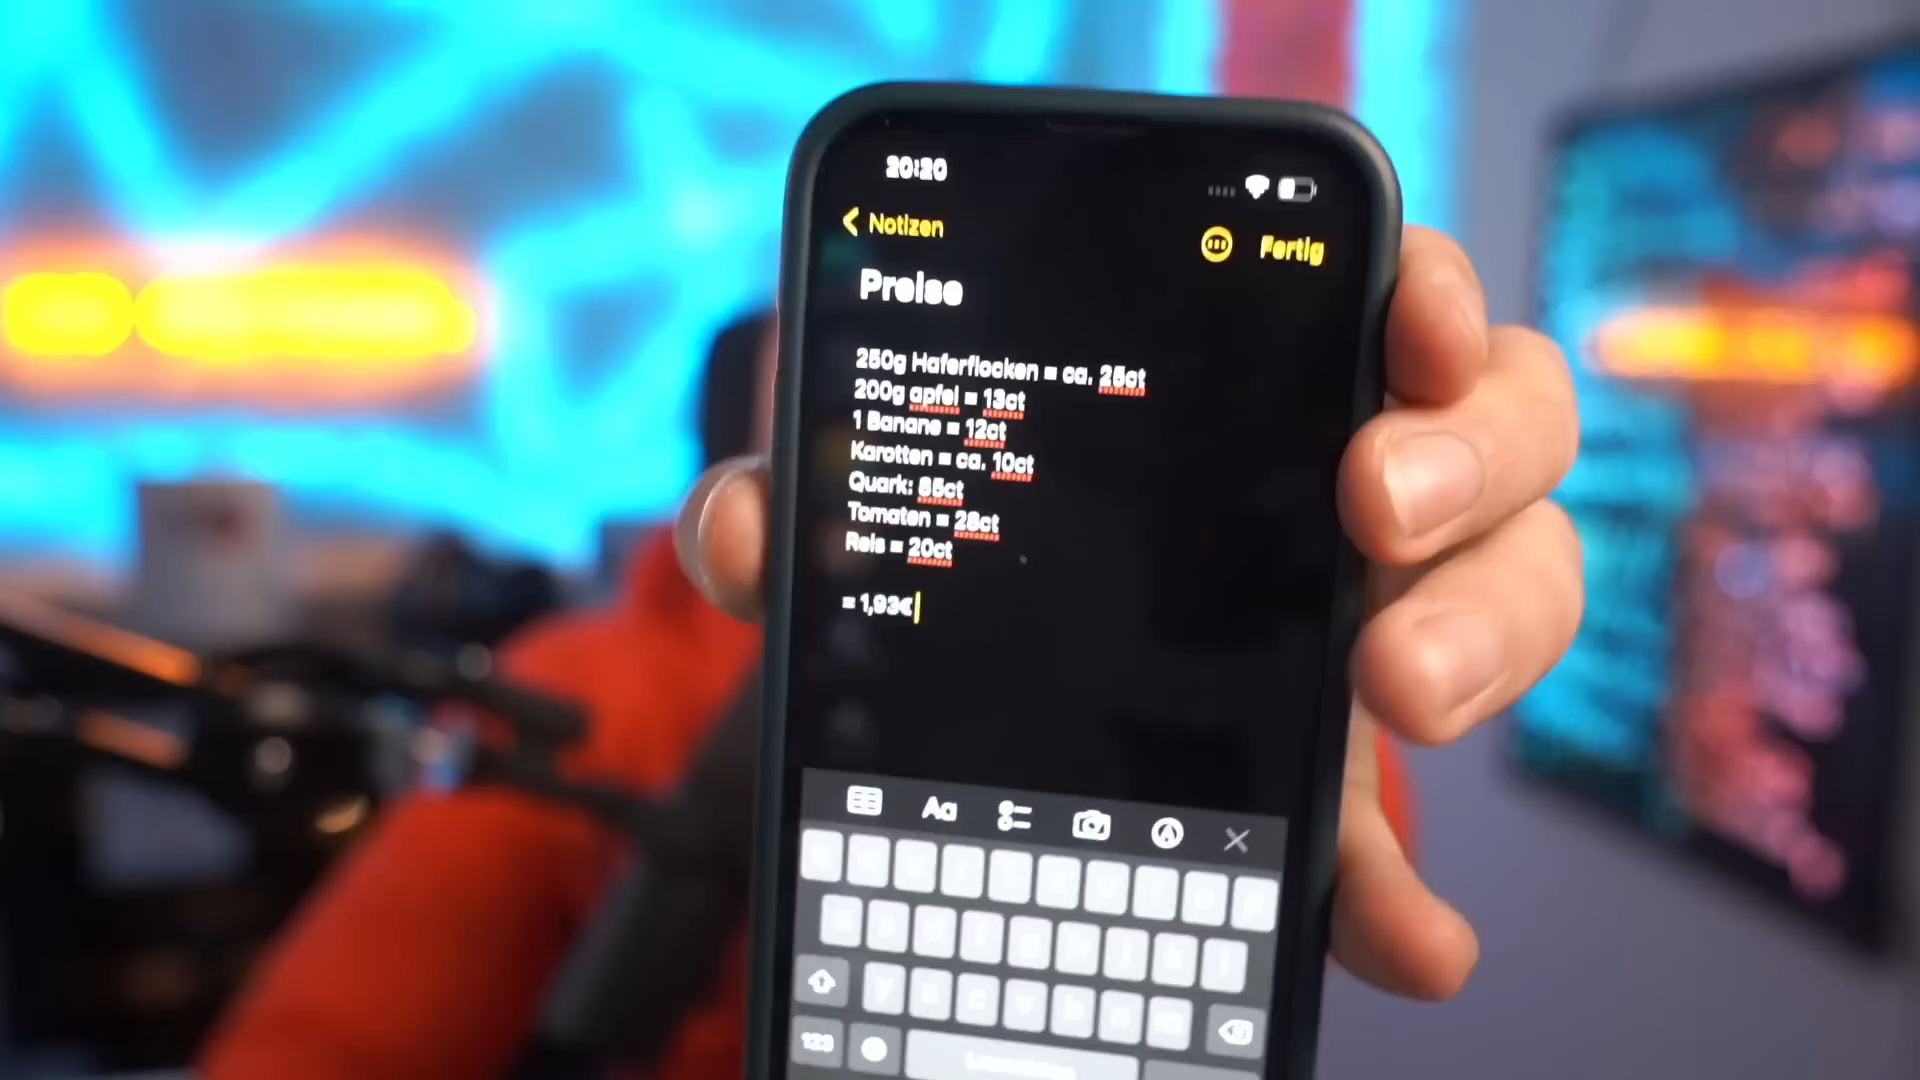 20:20
Notizen
Fertig
Preise
250g Haferflocken = ca. 25ct
200g apfel = 13ct
1 Banane = 12ct
Karotten = ca. 10ct
Quark: 85ct
Tomaten = 28ct
Reis = 20ct
= 1,93€
Aa
123